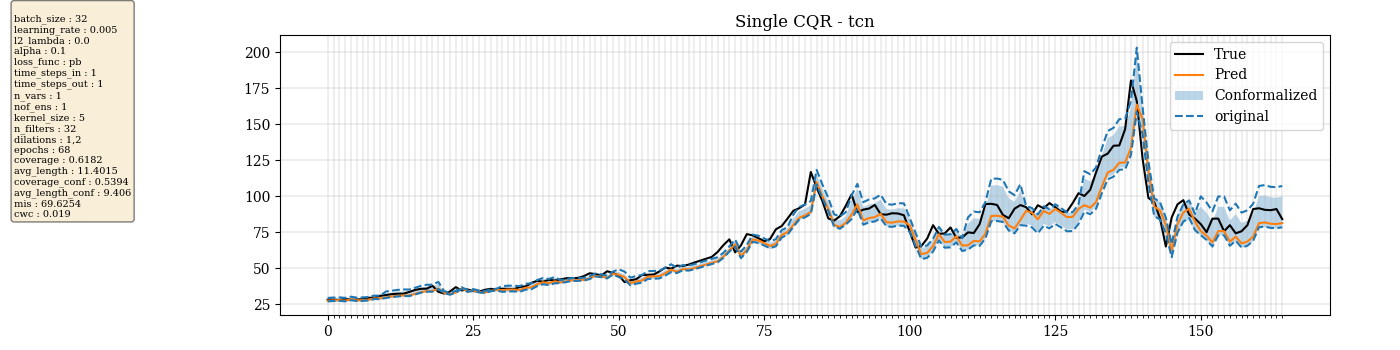 batch_size : 32
learning_rate : 0.005
l2_lambda : 0.0
alpha : 0.1
loss_func : pb
time_steps_in : 1
time_steps_out : 1
n_vars : 1
nof_ens : 1
kernel_size : 5
n_filters : 32
dilations : 1,2
epochs : 68
coverage : 0.6182
avg_length : 11.4015
coverage_conf : 0.5394
avg_length_conf : 9.406
mis : 69.6254
cwc : 0.019
Single CQR - tcn
200
175
150
125
100
75
50
25
0 25 50 75 100 125 150
True
Pred
Conformalized
original